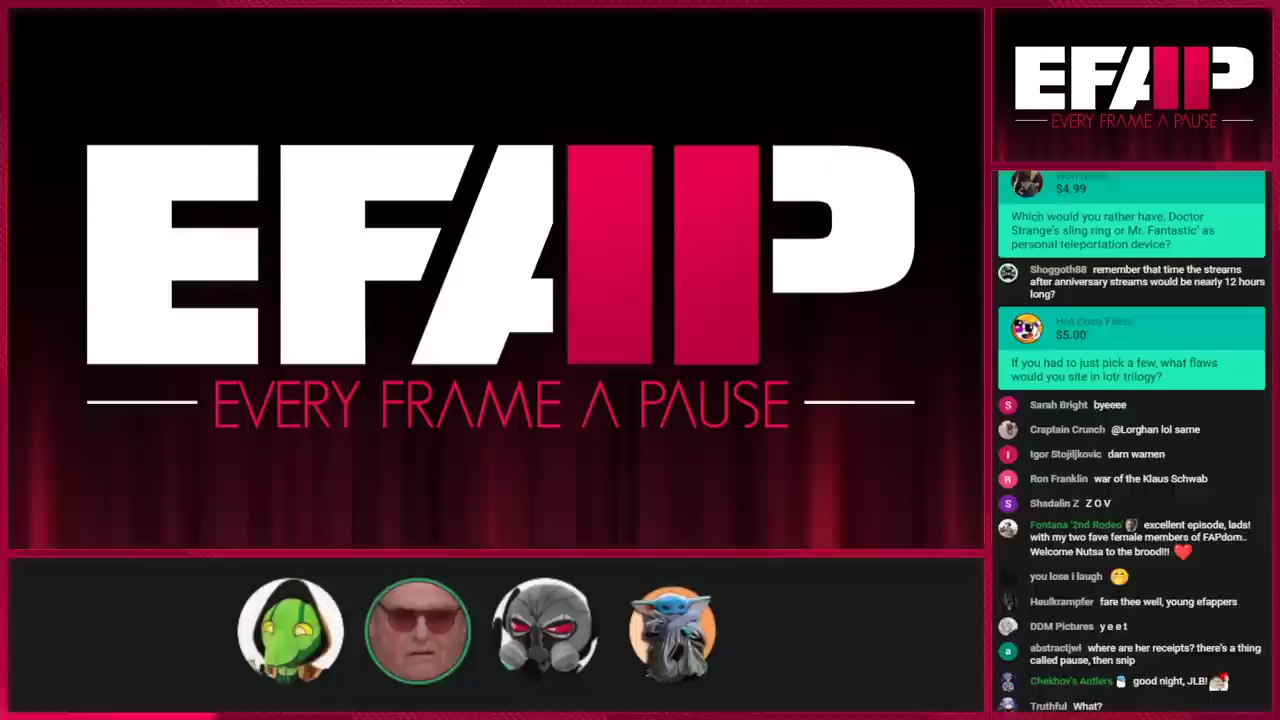 EFAP
EVERY FRAME A PAUSE
EFAP
EVERY FRAME A PAUSE
$4.99
Which would you rather have, Doctor
Strange's sling ring or Mr. Fantastic' as
personal teleportation device?
Shoggoth88 remember that time the streams
after anniversary streams would be nearly 12 hours
long?
$5.00
If you had to just pick a few, what flaws
would you site in lotr trilogy?
S Sarah Bright byeeee
Craptain Crunch @Lorghan lol same
I Igor Stojiljkovic darn wamen
R Ron Franklin war of the Klaus Schwab
S Shadalin Z Z O V
Fontana '2nd Rodeo' excellent episode, lads!
with my two fave female members of FAPdom..
Welcome Nutsa to the brood!!!
you lose i laugh
Heulkrampfer fare thee well, young efappers
DDM Pictures y e e t
a abstractjwl where are her receipts? there's a thing
called pause, then snip
Chekhov's Antlers good night, JLB!
Truthful What?